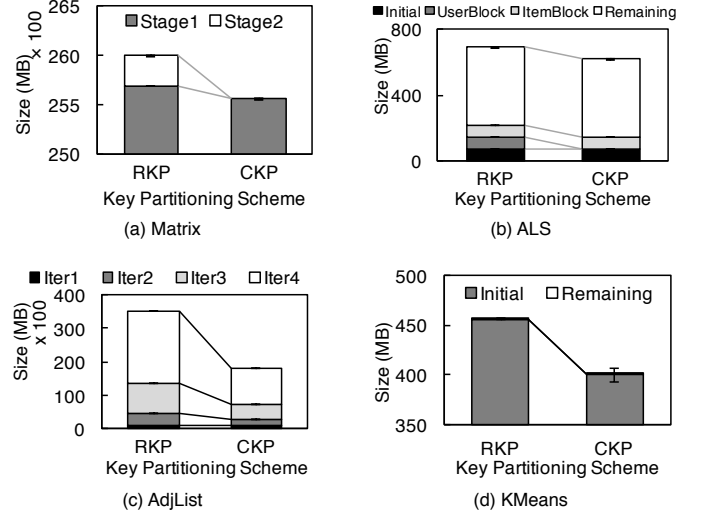 Stage1 Stage2
Size (MB)
x 100
265
260
255
250
RKP CKP
Key Partitioning Scheme
(a) Matrix
Initial UserBlock ItemBlock Remaining
Size (MB)
800
400
0
RKP CKP
Key Partitioning Scheme
(b) ALS
Iter1 Iter2 Iter3 Iter4
Size (MB)
x 100
400
300
200
100
0
RKP CKP
Key Partitioning Scheme
(c) AdjList
Initial Remaining
Size (MB)
500
450
400
350
RKP CKP
Key Partitioning Scheme
(d) KMeans